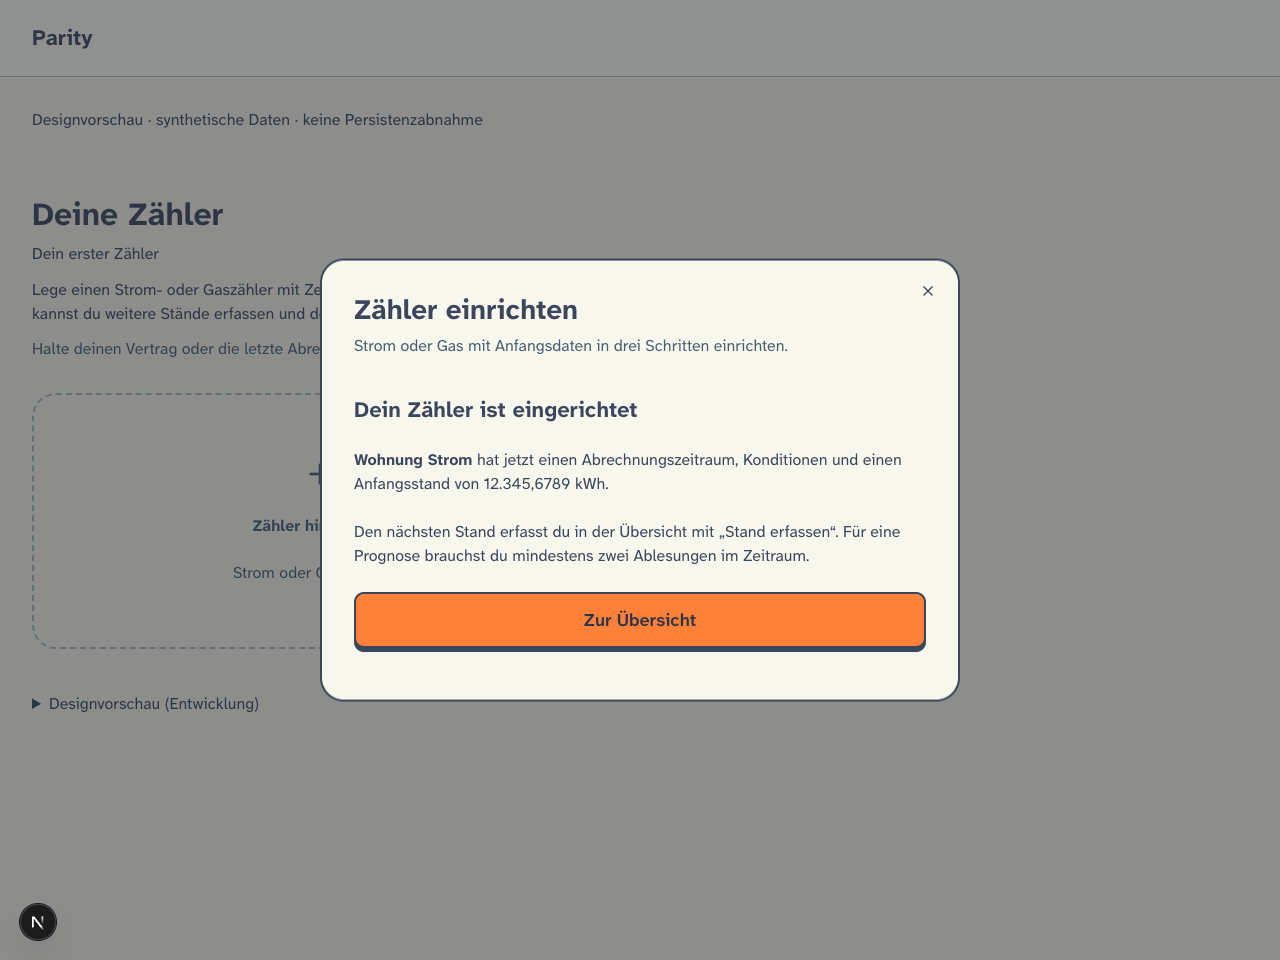 Parity
Designvorschau · synthetische Daten · keine Persistenzabnahme
Deine Zähler
Dein erster Zähler
Lege einen Strom- oder Gaszähler mit
kannst du weitere Stände erfassen und
Halte deinen Vertrag oder die letzte
Zähler
Strom oder
Designvorschau (Entwicklung)
Zähler einrichten
×
Strom oder Gas mit Anfangsdaten in drei Schritten einrichten.
Dein Zähler ist eingerichtet
Wohnung Strom hat jetzt einen Abrechnungszeitraum, Konditionen und einen
Anfangsstand von 12.345,6789 kWh.
Den nächsten Stand erfasst du in der Übersicht mit „Stand erfassen“. Für eine
Prognose brauchst du mindestens zwei Ablesungen im Zeitraum.
Zur Übersicht
N